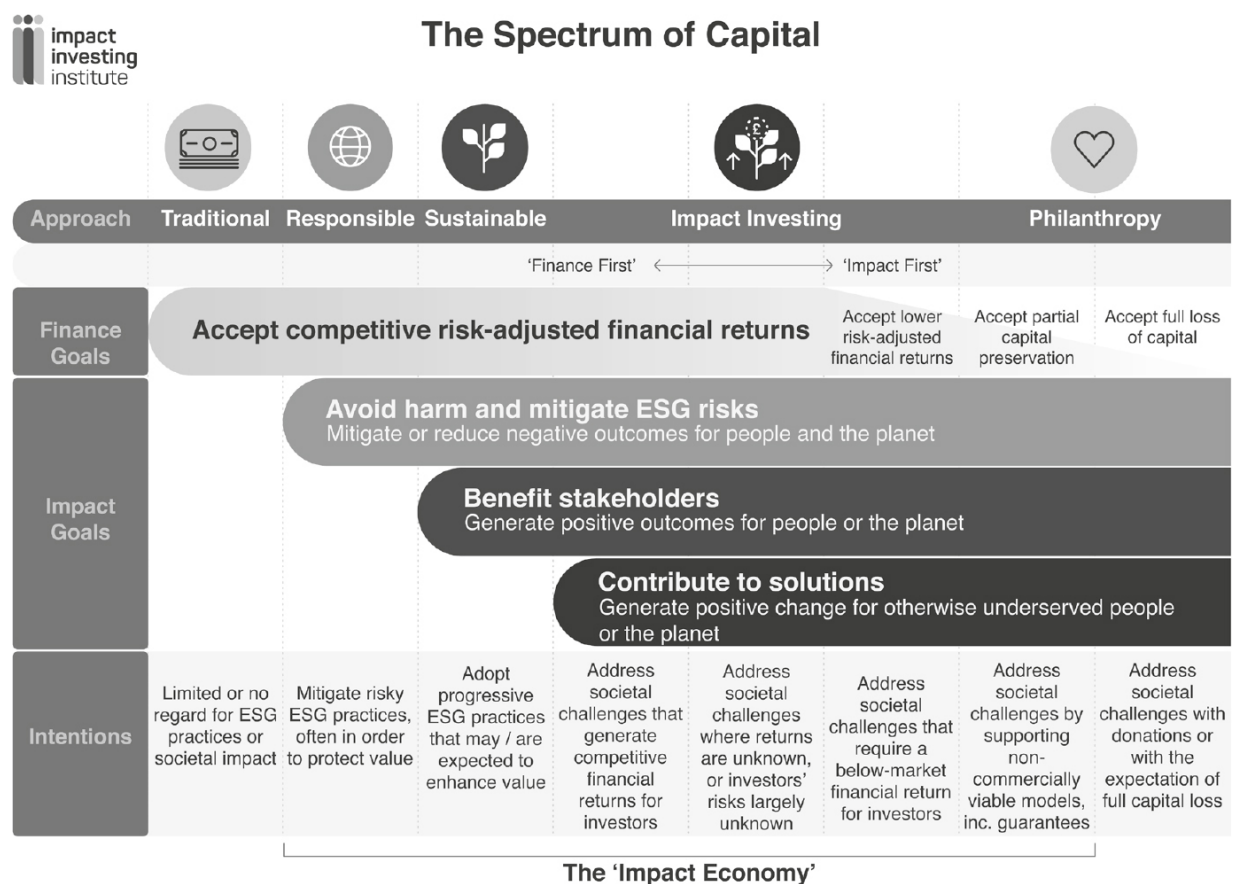 impact
investing
institute
The Spectrum of Capital
£
Approach
Traditional
Responsible
Sustainable
Impact Investing
Philanthropy
‘Finance First’
‘Impact First’
Finance
Goals
Accept competitive risk-adjusted financial returns
Accept lower
risk-adjusted
financial returns
Accept partial
capital
preservation
Accept full loss
of capital
Impact
Goals
Avoid harm and mitigate ESG risks
Mitigate or reduce negative outcomes for people and the planet
Benefit stakeholders
Generate positive outcomes for people or the planet
Contribute to solutions
Generate positive change for otherwise underserved people
or the planet
Intentions
Limited or no
regard for ESG
practices or
societal impact
Mitigate risky
ESG practices,
often in order
to protect value
Adopt
progressive
ESG practices
that may / are
expected to
enhance value
Address
societal
challenges that
generate
competitive
financial
returns for
investors
Address
societal
challenges
where returns
are unknown,
or investors’
risks largely
unknown
Address
societal
challenges that
require a
below-market
financial return
for investors
Address
societal
challenges by
supporting
non-
commercially
viable models,
inc. guarantees
Address
societal
challenges with
donations or
with the
expectation of
full capital loss
The ‘Impact Economy’